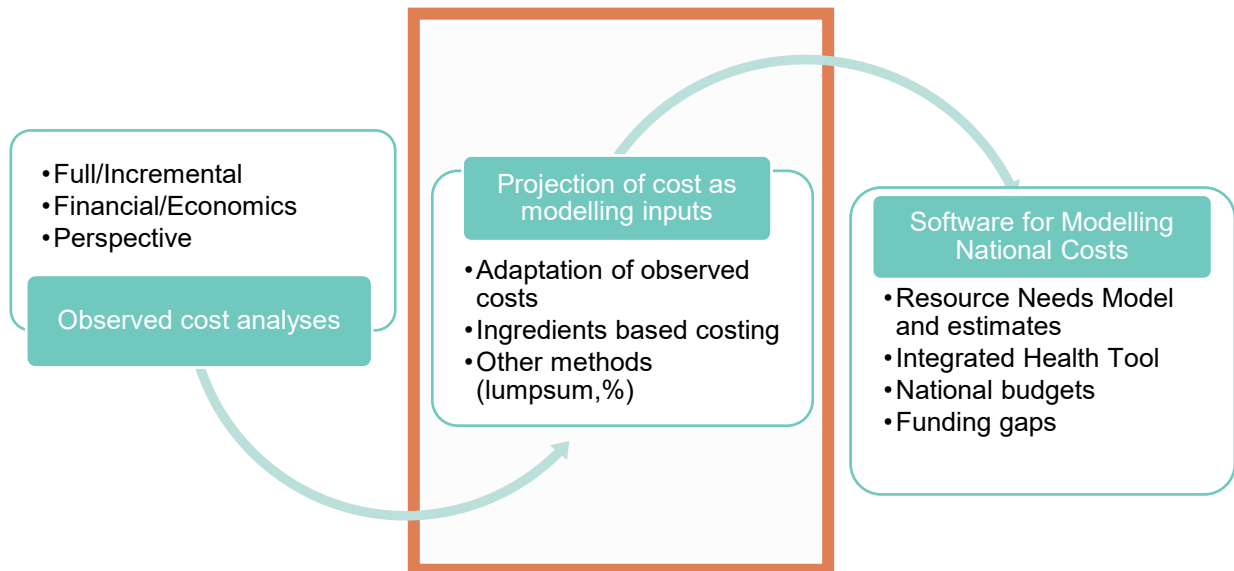 •Full/Incremental
•Financial/Economics
•Perspective
Observed cost analyses
Projection of cost as
modelling inputs
•Adaptation of observed
costs
•Ingredients based costing
•Other methods
(lumpsum,%)
Software for Modelling
National Costs
•Resource Needs Model
and estimates
•Integrated Health Tool
•National budgets
•Funding gaps